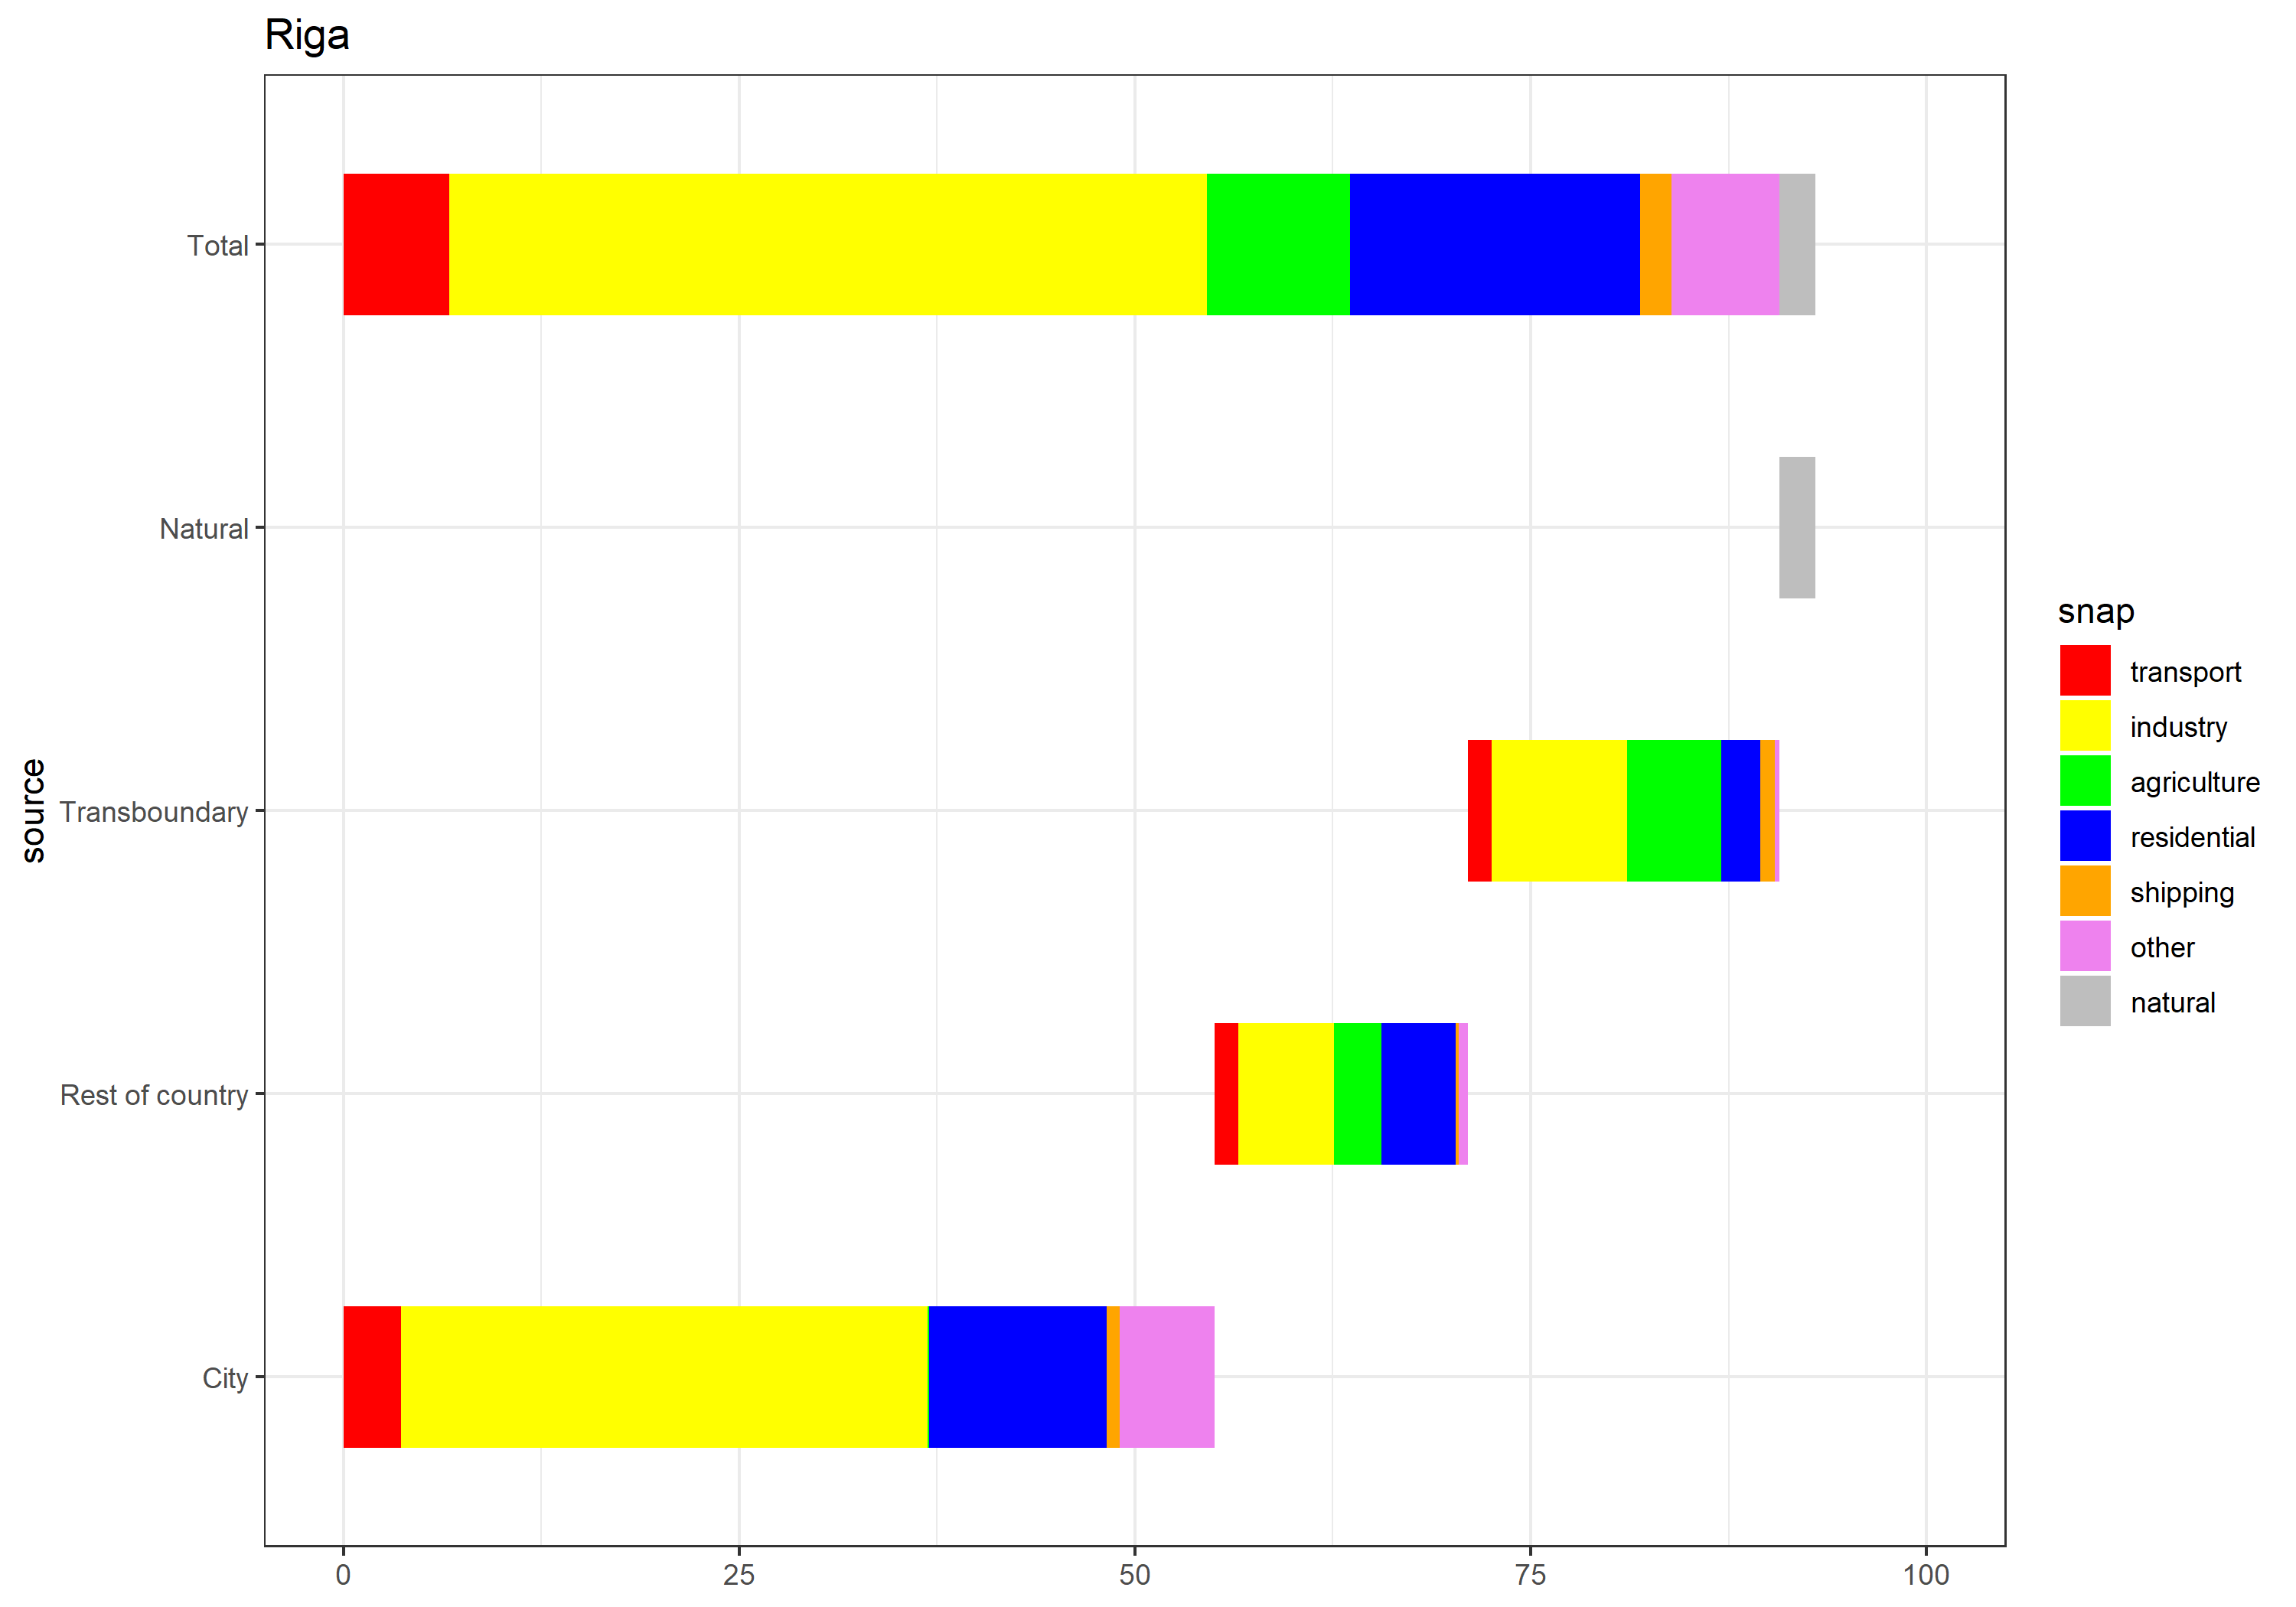 Riga
Total
Natural
Transboundary
Rest of country
City
source
0 25 50 75 100
snap
transport
industry
agriculture
residential
shipping
other
natural